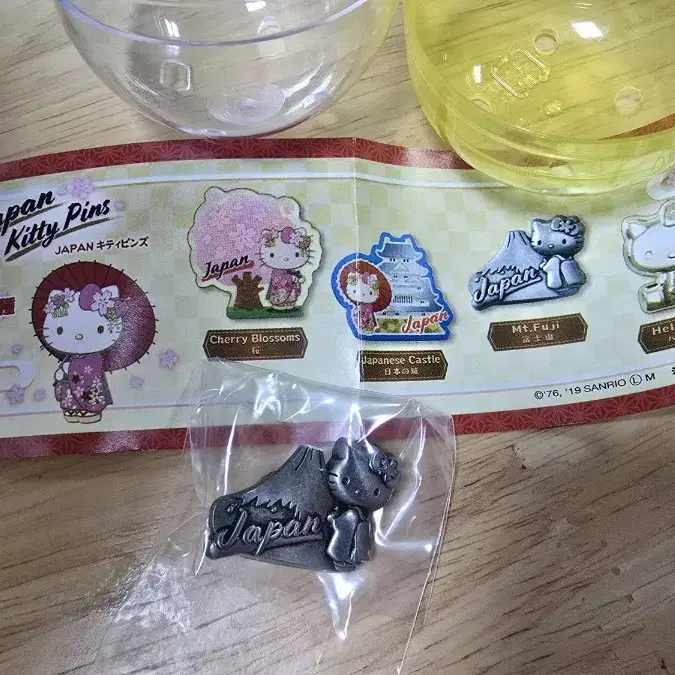 Japan
Kitty Pins
JAPAN キティピンズ
Japan
Cherry Blossoms
桜
Japan
Japanese Castle
日本の城
Japan
Mt.Fuji
富士山
Hel
©'76, '19 SANRIO Ⓛ M
Japan